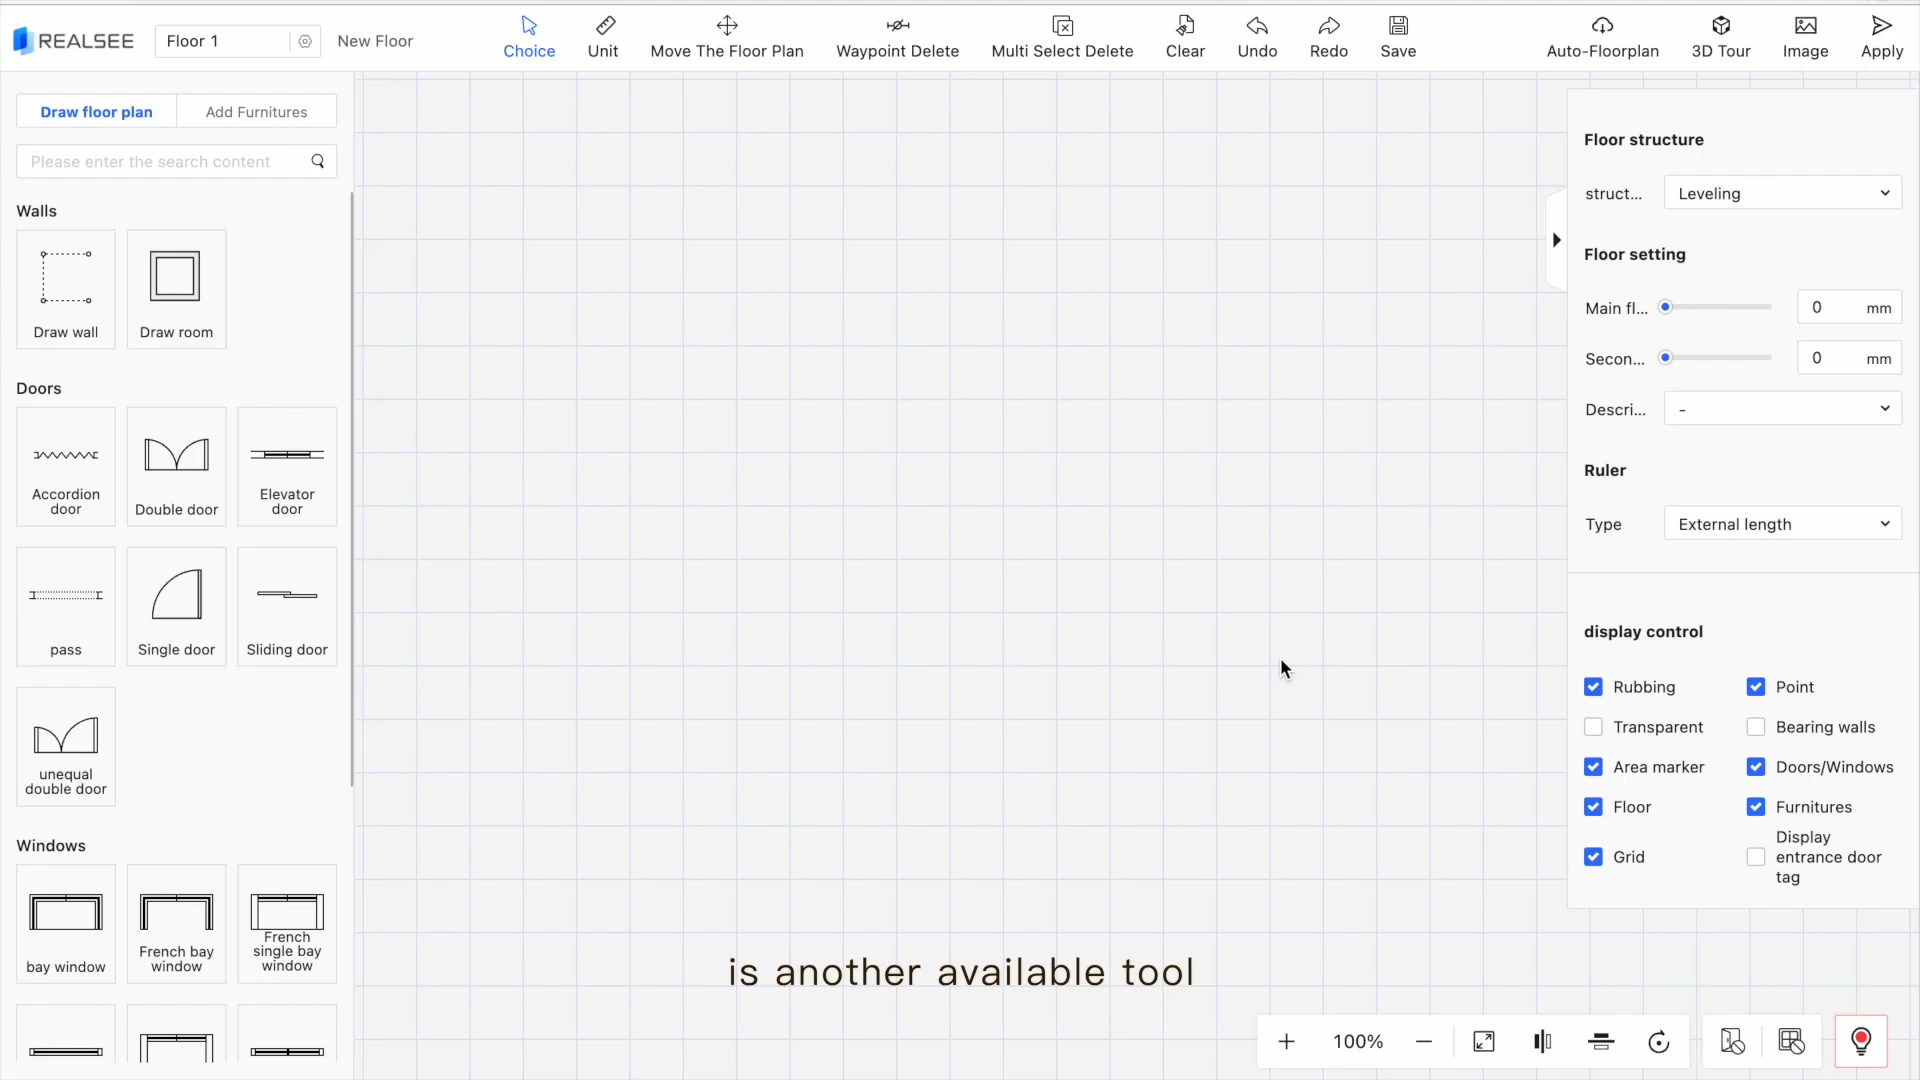 REALSEE
Floor 1
New Floor
Choice
Unit
Move The Floor Plan
Waypoint Delete
Multi Select Delete
Clear
Undo
Redo
Save
Auto-Floorplan
3D Tour
Image
Apply
Draw floor plan
Add Furnitures
Please enter the search content
Walls
Draw wall
Draw room
Doors
Accordion
door
Double door
Elevator
door
pass
Single door
Sliding door
unequal
double door
Windows
bay window
French bay
window
French
single bay
window
Floor structure
struct...
Leveling
Floor setting
Main fl...
0
mm
Secon...
0
mm
Descri...
-
Ruler
Type
External length
display control
Rubbing
Point
Transparent
Bearing walls
Area marker
Doors/Windows
Floor
Furnitures
Grid
Display
entrance door
tag
is another available tool
100%